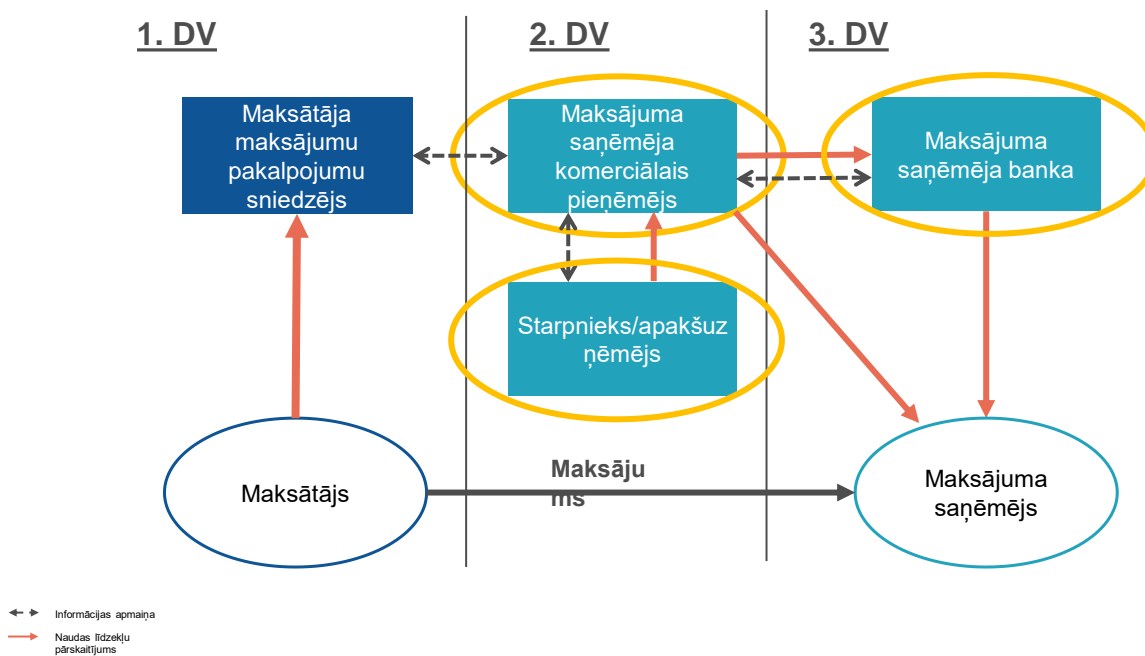 1. DV
2. DV
3. DV
Maksātāja
maksājumu
pakalpojumu
sniedzējs
Maksājuma
saņēmēja
komerciālais
pieņēmējs
Maksājuma
saņēmēja banka
Starpnieks/apakšuz
ņēmējs
Maksātājs
Maksāju
ms
Maksājuma
saņēmējs
Informācijas apmaiņa
Naudas līdzekļu
pārskaitījums